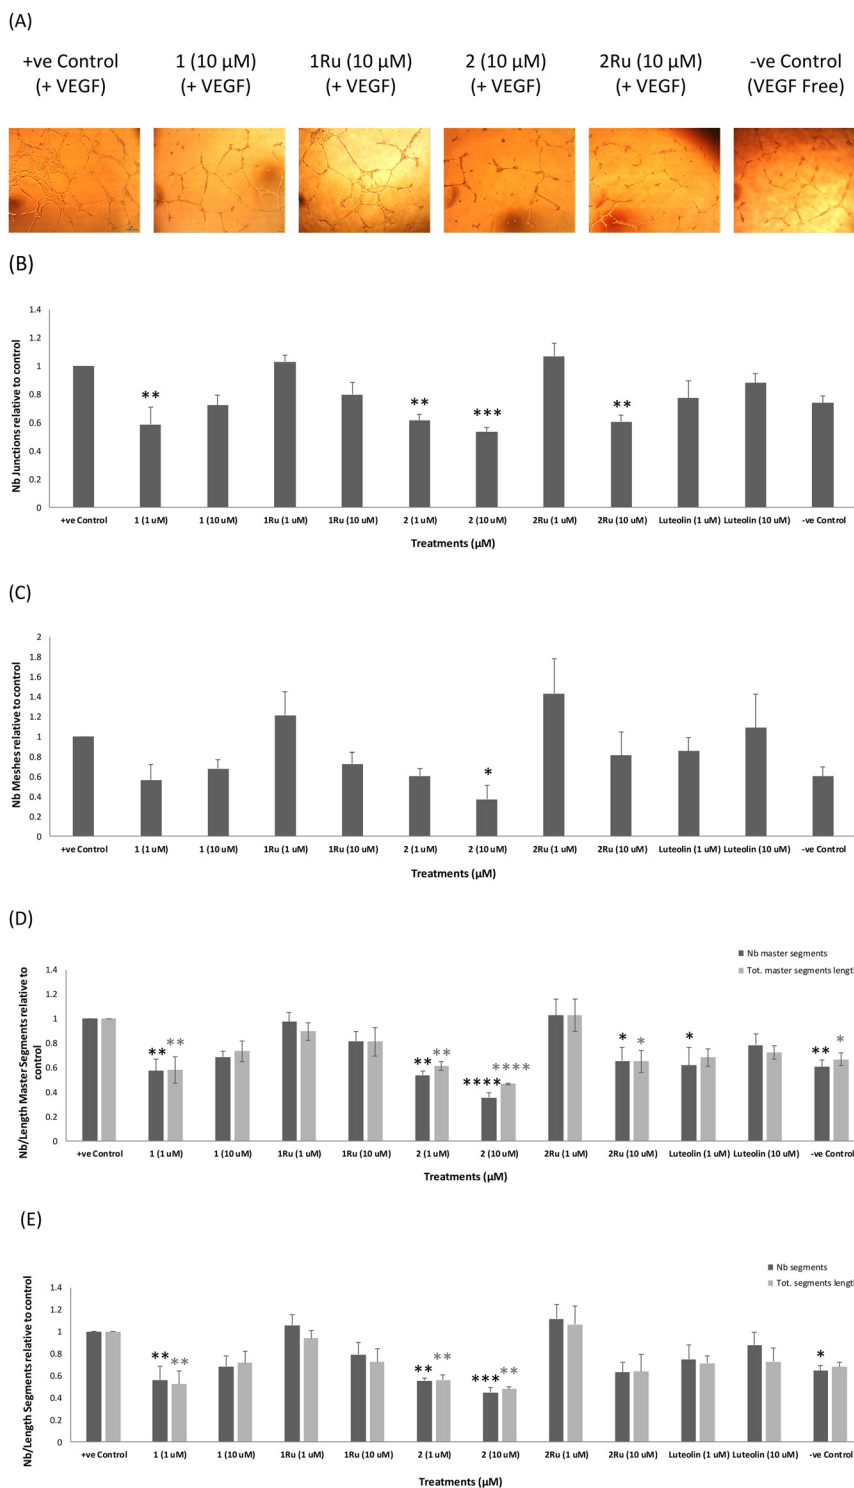 (A)
+ve Control 1 (10 µM) 1Ru (10 µM) 2 (10 µM) 2Ru (10 µM) -ve Control
(+ VEGF) (+ VEGF) (+ VEGF) (+ VEGF) (+ VEGF) (VEGF Free)
(B)
Nb Junctions relative to control
1.4
1.2
1
0.8
0.6
0.4
0.2
0
** ** *** **
+ve Control 1 (1 uM) 1 (10 uM) 1Ru (1 uM) 1Ru (10 uM) 2 (1 uM) 2 (10 uM) 2Ru (1 uM) 2Ru (10 uM) Luteolin (1 uM) Luteolin (10 uM) -ve Control
Treatments (µM)
(C)
Nb Meshes relative to control
2
1.8
1.6
1.4
1.2
1
0.8
0.6
0.4
0.2
0
*
+ve Control 1 (1 uM) 1 (10 uM) 1Ru (1 uM) 1Ru (10 uM) 2 (1 uM) 2 (10 uM) 2Ru (1 uM) 2Ru (10 uM) Luteolin (1 uM) Luteolin (10 uM) -ve Control
Treatments (µM)
(D)
Nb master segments
Tot. master segments length
Nb/Length Master Segments relative to
control
1.4
1.2
1
0.8
0.6
0.4
0.2
0
** ** ** ** **** **** * * * ** *
+ve Control 1 (1 uM) 1 (10 uM) 1Ru (1 uM) 1Ru (10 uM) 2 (1 uM) 2 (10 uM) 2Ru (1 uM) 2Ru (10 uM) Luteolin (1 uM) Luteolin (10 uM) -ve Control
Treatments (µM)
(E)
Nb segments
Tot. segments length
Nb/Length Segments relative to control
1.4
1.2
1
0.8
0.6
0.4
0.2
0
** ** ** ** *** ** *
+ve Control 1 (1 uM) 1 (10 uM) 1Ru (1 uM) 1Ru (10 uM) 2 (1 uM) 2 (10 uM) 2Ru (1 uM) 2Ru (10 uM) Luteolin (1 uM) Luteolin (10 uM) -ve Control
Treatments (µM)